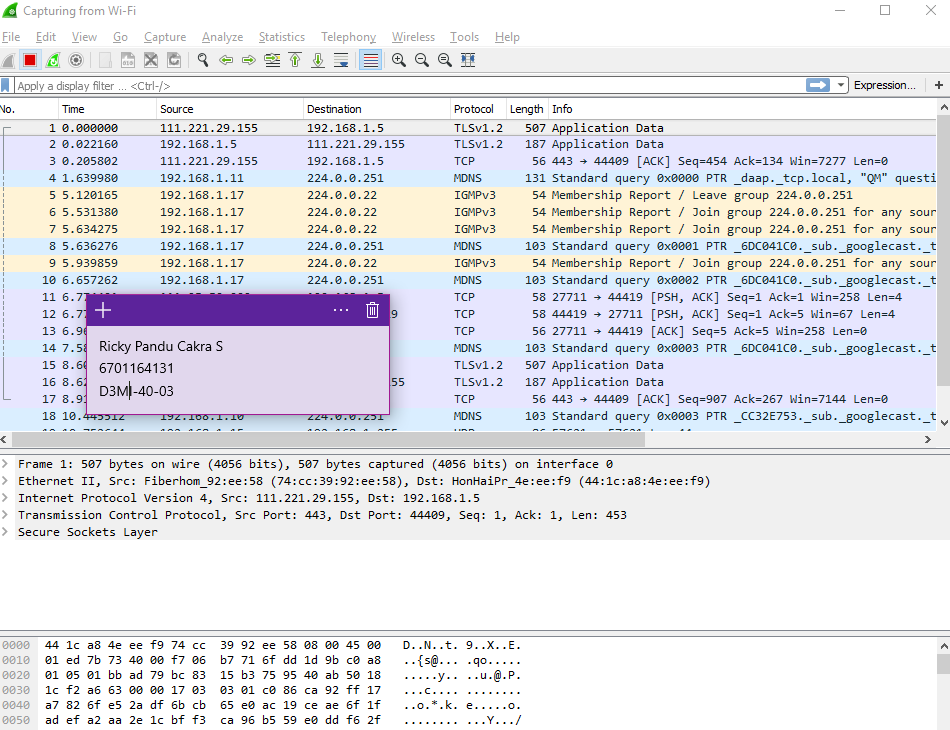 Capturing from Wi-Fi
File Edit View Go Capture Analyze Statistics Telephony Wireless Tools Help
Apply a display filter ... <Ctrl-/> Expression... +
No. Time Source Destination Protocol Length Info
1 0.000000 111.221.29.155 192.168.1.5 TLSv1.2 507 Application Data
2 0.022160 192.168.1.5 111.221.29.155 TLSv1.2 187 Application Data
3 0.205802 111.221.29.155 192.168.1.5 TCP 56 443 → 44409 [ACK] Seq=454 Ack=134 Win=7277 Len=0
4 1.639980 192.168.1.11 224.0.0.251 MDNS 131 Standard query 0x0000 PTR _daap._tcp.local, "QM" questi
5 5.120165 192.168.1.17 224.0.0.22 IGMPv3 54 Membership Report / Leave group 224.0.0.251
6 5.531380 192.168.1.17 224.0.0.22 IGMPv3 54 Membership Report / Join group 224.0.0.251 for any sour
7 5.634275 192.168.1.17 224.0.0.22 IGMPv3 54 Membership Report / Join group 224.0.0.251 for any sour
8 5.636276 192.168.1.17 224.0.0.251 MDNS 103 Standard query 0x0001 PTR _6DC041C0._sub._googlecast._t
9 5.939859 192.168.1.17 224.0.0.22 IGMPv3 54 Membership Report / Join group 224.0.0.251 for any sour
10 6.657262 192.168.1.17 224.0.0.251 MDNS 103 Standard query 0x0002 PTR _6DC041C0._sub._googlecast._t
11 TCP 58 27711 → 44419 [PSH, ACK] Seq=1 Ack=1 Win=258 Len=4
12 6.7 9 TCP 58 44419 → 27711 [PSH, ACK] Seq=1 Ack=5 Win=67 Len=4
13 6.9 TCP 56 27711 → 44419 [ACK] Seq=5 Ack=5 Win=258 Len=0
14 7.5 MDNS 103 Standard query 0x0003 PTR _6DC041C0._sub._googlecast._t
15 8.6 TLSv1.2 507 Application Data
16 8.6 55 TLSv1.2 187 Application Data
17 8.9 TCP 56 443 → 44409 [ACK] Seq=907 Ack=267 Win=7144 Len=0
18 10.445512 192.168.1.10 224.0.0.251 MDNS 103 Standard query 0x0003 PTR _CC32E753._sub._googlecast._t
Ricky Pandu Cakra S
6701164131
D3MI-40-03
Frame 1: 507 bytes on wire (4056 bits), 507 bytes captured (4056 bits) on interface 0
Ethernet II, Src: Fiberhom_92:ee:58 (74:cc:39:92:ee:58), Dst: HonHaiPr_4e:ee:f9 (44:1c:a8:4e:ee:f9)
Internet Protocol Version 4, Src: 111.221.29.155, Dst: 192.168.1.5
Transmission Control Protocol, Src Port: 443, Dst Port: 44409, Seq: 1, Ack: 1, Len: 453
Secure Sockets Layer
0000 44 1c a8 4e ee f9 74 cc 39 92 ee 58 08 00 45 00 D..N..t. 9..X..E.
0010 01 ed 7b 73 40 00 f7 06 b7 71 6f dd 1d 9b c0 a8 ..{s@... .qo.....
0020 01 05 01 bb ad 79 bc 83 15 b3 75 95 40 ab 50 18 .....y.. ..u.@.P.
0030 1c f2 a6 63 00 00 17 03 03 01 c0 86 ca 92 ff 17 ...c.... ........
0040 a7 82 6f e5 2a df 6b cb 65 e0 ac 19 ce ae 6f 1f ..o.*.k. e.....o.
0050 ad ef a2 aa 2e 1c bf f3 ca 96 b5 59 e0 dd f6 2f ........ ...Y.../